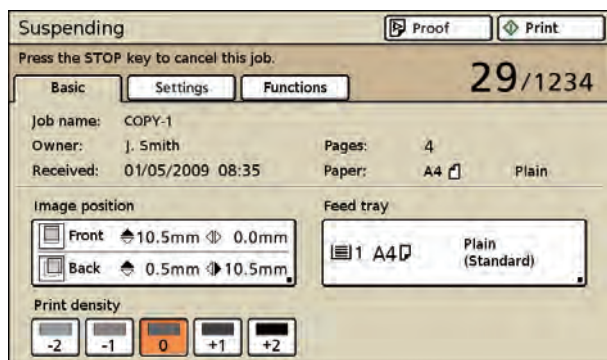 Suspending
Proof
Print
Press the STOP key to cancel this job.
29/1234
Basic
Settings
Functions
Job name: COPY-1
Owner: J. Smith
Pages: 4
Received: 01/05/2009 08:35
Paper: A4 Plain
Image position
Feed tray
Front 10.5mm 0.0mm
Back 0.5mm 10.5mm
1 A4 Plain
(Standard)
Print density
-2
-1
0
+1
+2